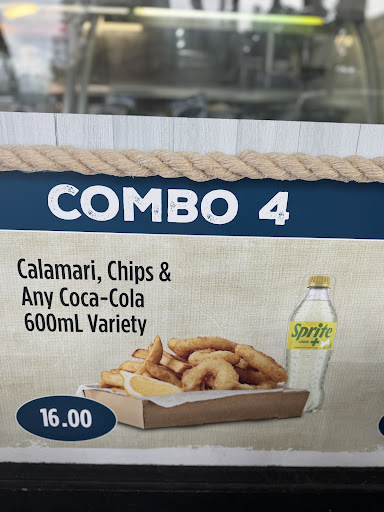 COMBO 4
Calamari, Chips &
Any Coca-Cola
600mL Variety
Sprite
16.00